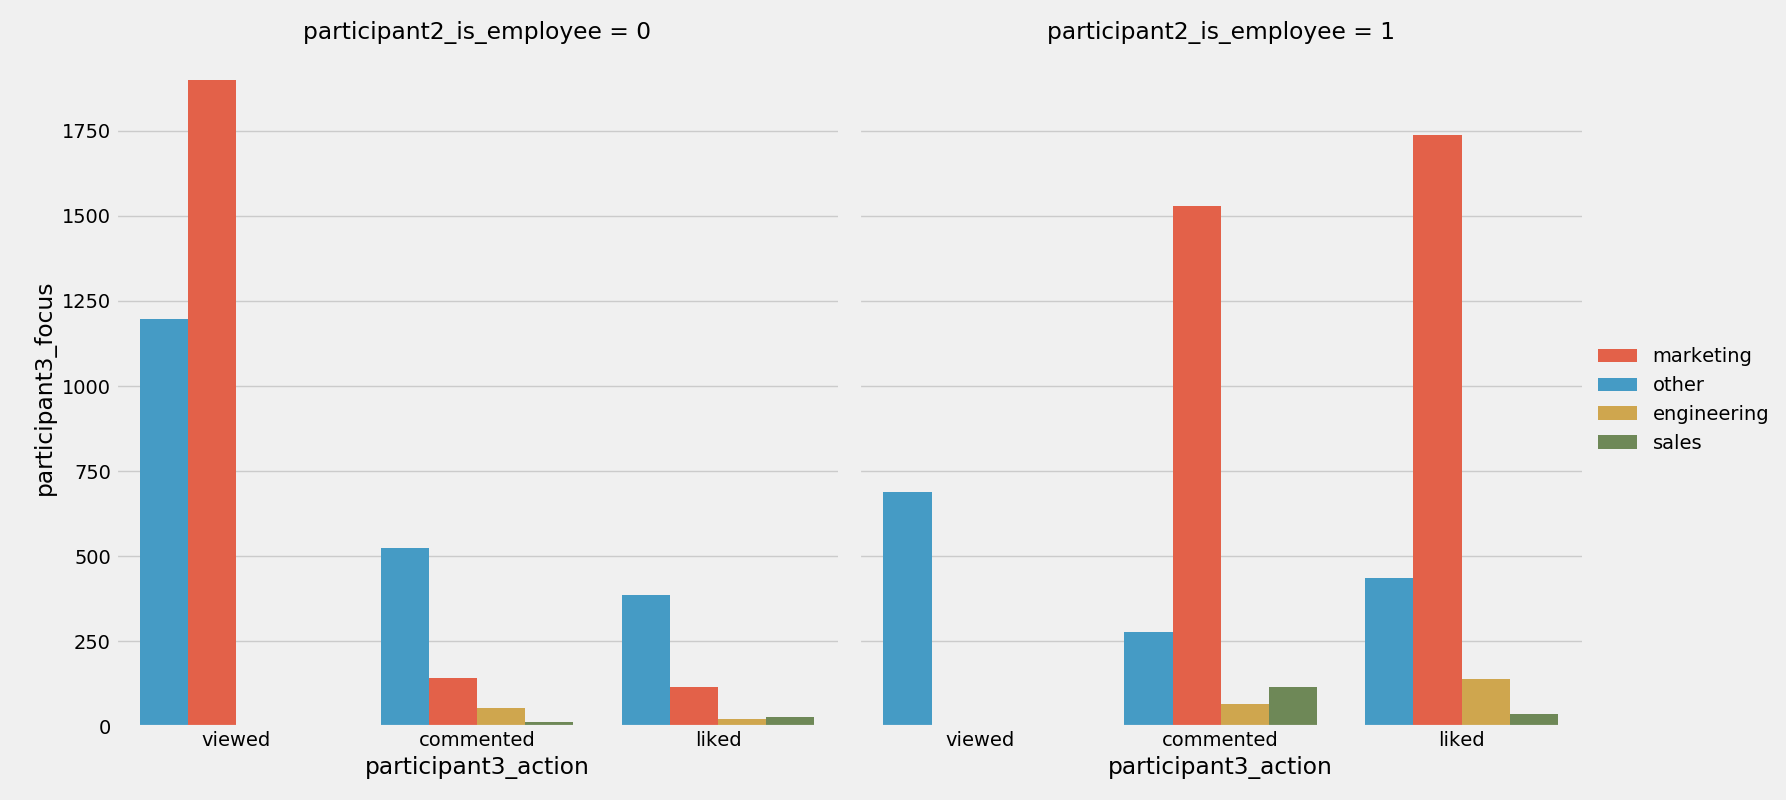 participant2_is_employee = 0
participant2_is_employee = 1
participant3_focus
1750
1500
1250
1000
750
500
250
0
viewed
commented
liked
participant3_action
viewed
commented
liked
participant3_action
marketing
other
engineering
sales